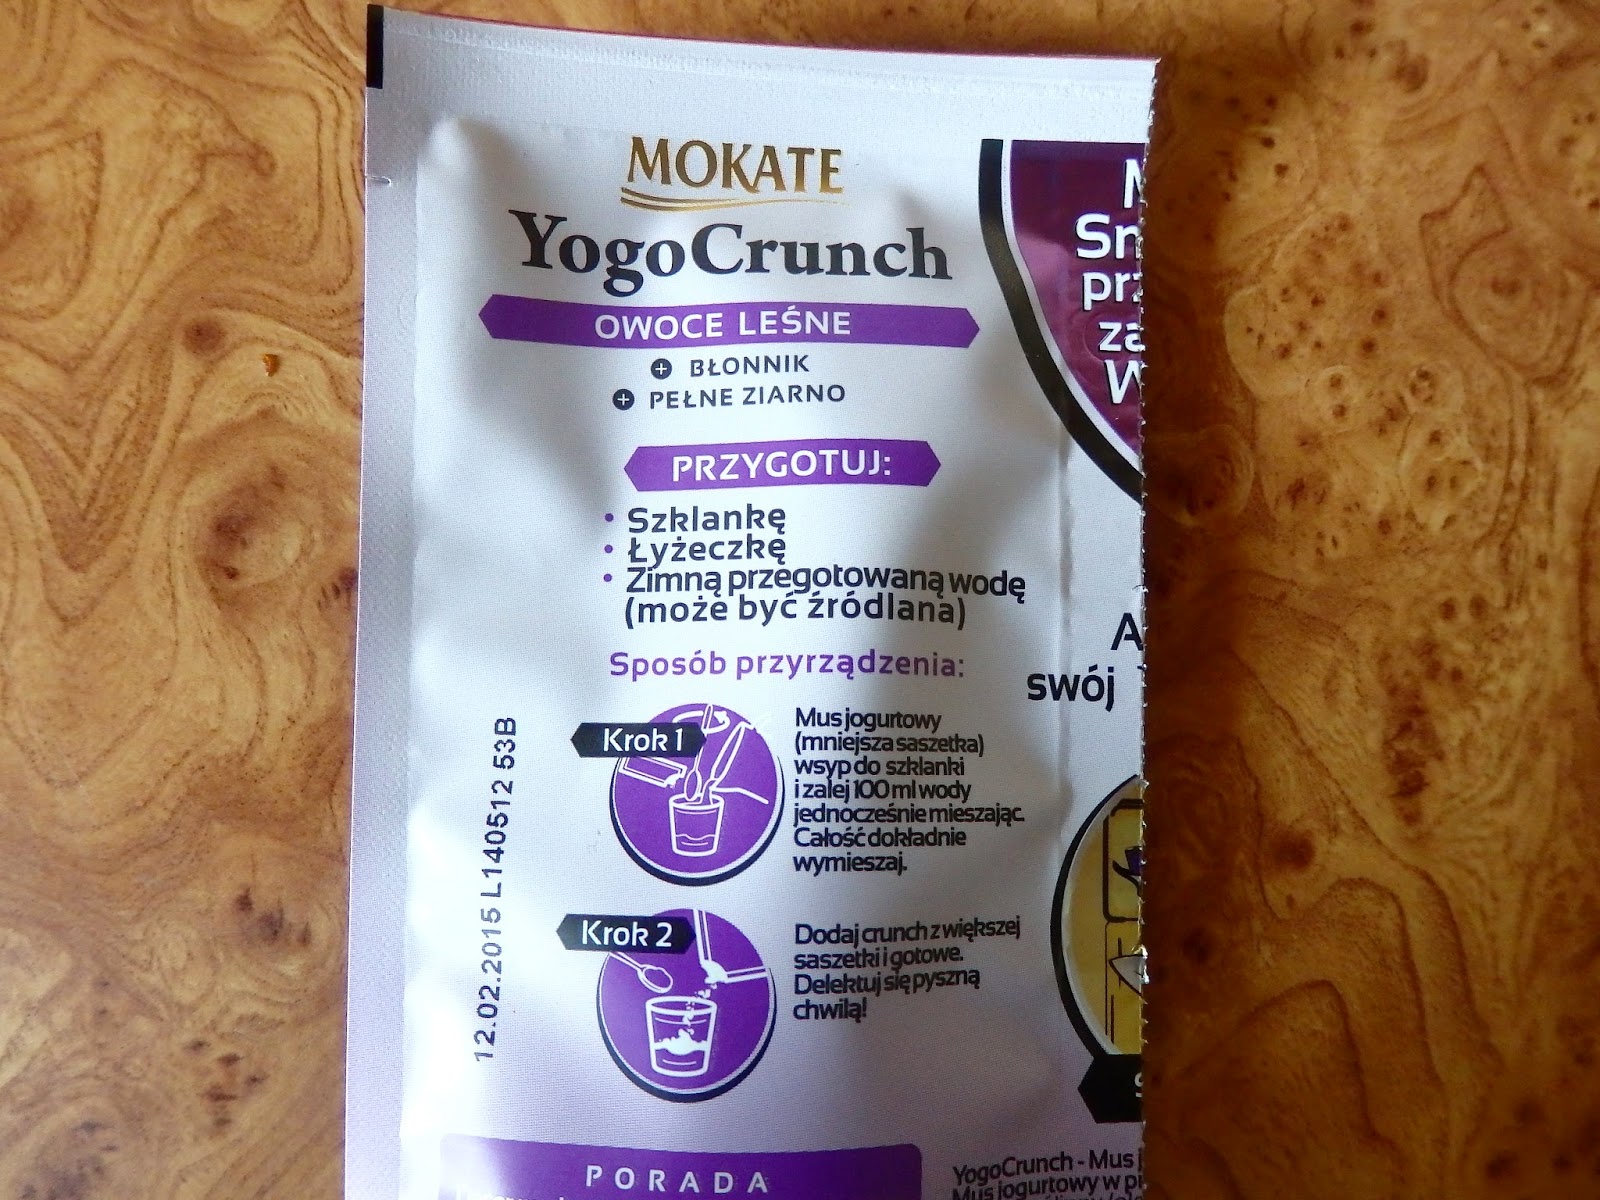 MOKATE
YogoCrunch
OWOCE LEŚNE
+ BŁONNIK
+ PEŁNE ZIARNO
PRZYGOTUJ:
• Szklankę
• Łyżeczkę
• Zimną przegotowaną wodę
(może być źródlana)
Sposób przyrządzenia:
Krok 1
Mus jogurtowy
(mniejsza saszetka)
wsyp do szklanki
i zalej 100 ml wody
jednocześnie mieszając.
Całość dokładnie
wymieszaj.
Krok 2
Dodaj crunch z większej
saszetki i gotowe.
Delektuj się pyszną
chwilą!
12.02.2015 L140512 53B
PORADA
swój
YogoCrunch - Mus
Mus jogurtowy w